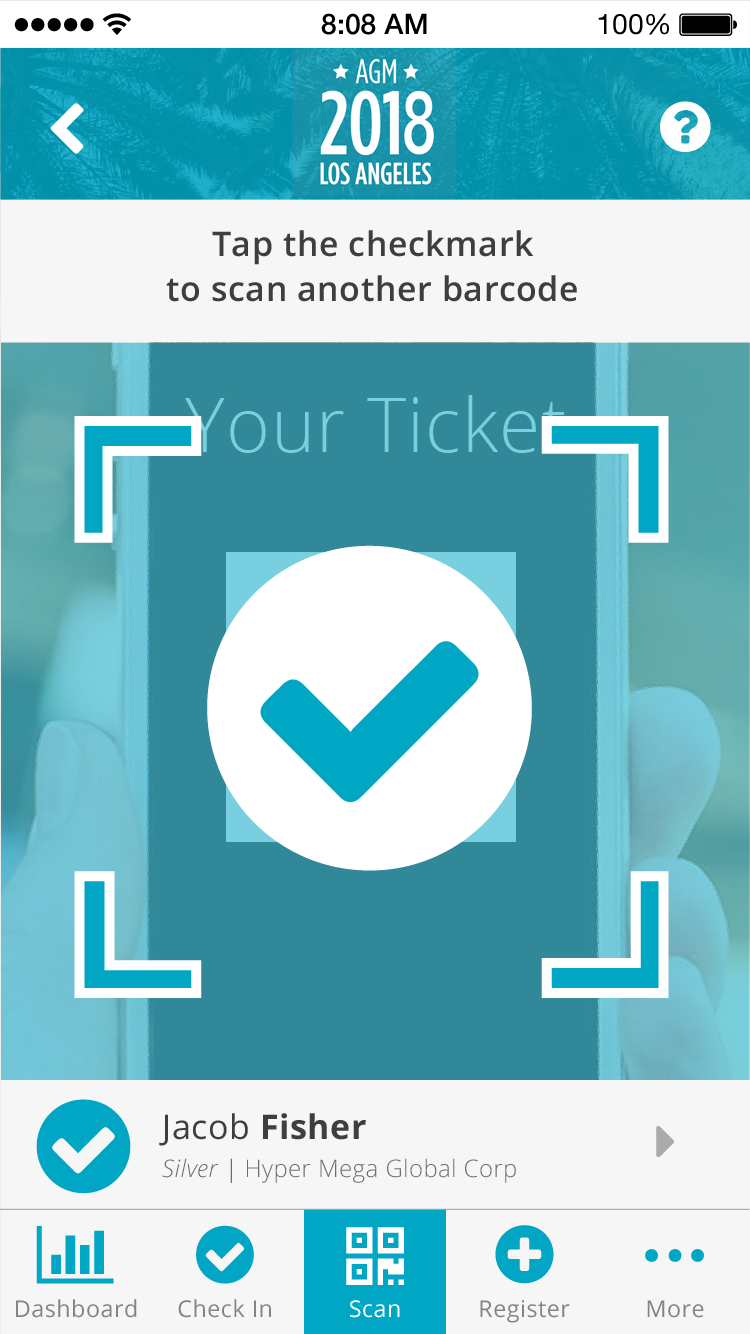 8:08 AM
100%
AGM
2018
LOS ANGELES
?
Tap the checkmark
to scan another barcode
Your Ticket
Jacob Fisher
Silver | Hyper Mega Global Corp
Dashboard
Check In
Scan
Register
More